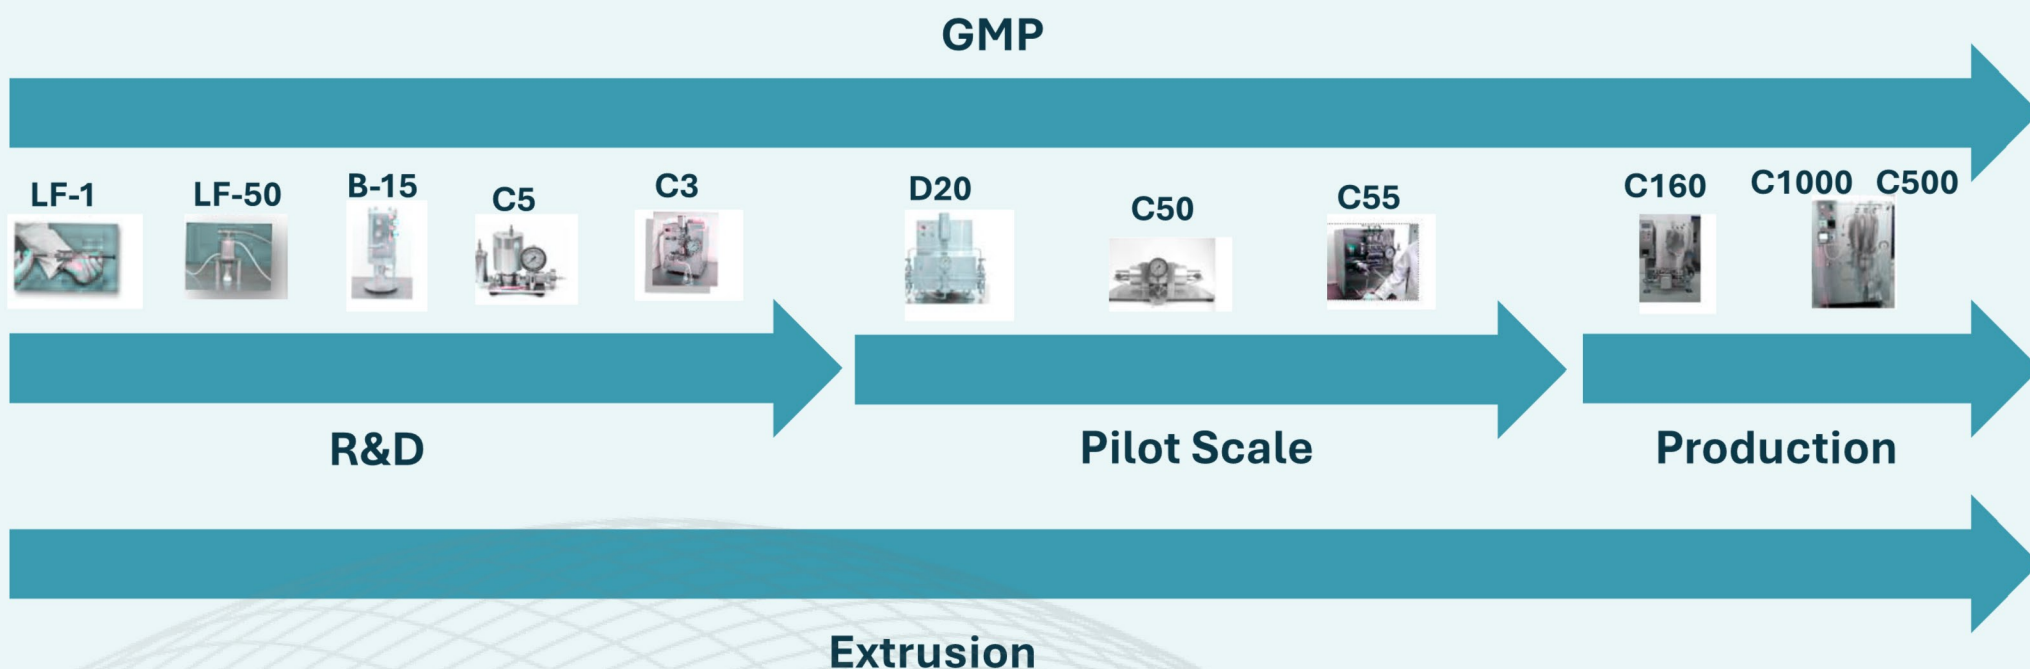 GMP
LF-1
LF-50
B-15
C5
C3
D20
C50
C55
C160
C1000 C500
R&D
Pilot Scale
Production
Extrusion